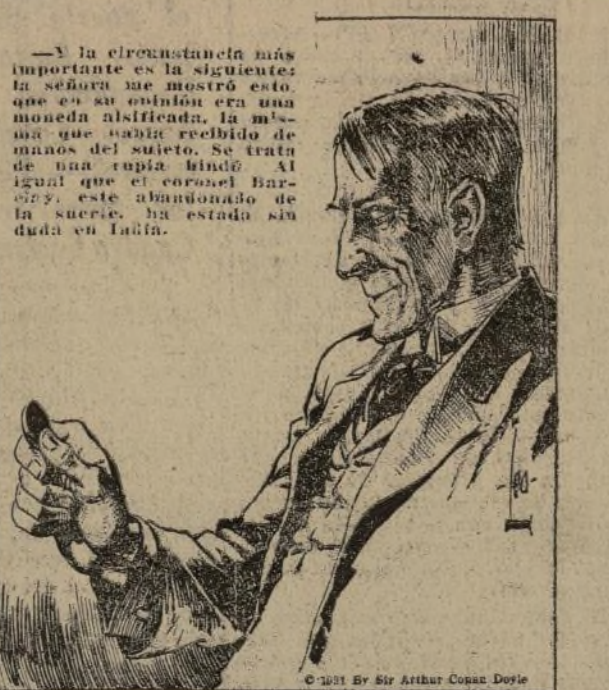 —Y la circunstancia más
importante es la siguiente:
la señora me mostró esto,
que en su opinión era una
moneda alsificada, la mis-
ma que había recibido de
manos del sujeto. Se trata
de una rupia hindú. Al
igual que el coronel Bar-
clay, este abandonado de
la suerte, ha estada sin
duda en India.
© 1931 By Sir Arthur Conan Doyle